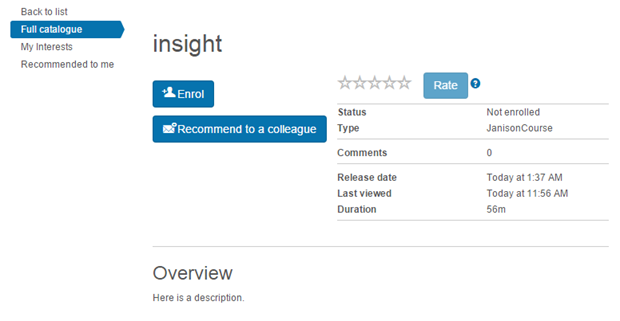 Back to list
Full catalogue
My Interests
Recommended to me
insight
Enrol
Recommend to a colleague
Rate ?
Status Not enrolled
Type JanisonCourse
Comments 0
Release date Today at 1:37 AM
Last viewed Today at 11:56 AM
Duration 56m
Overview
Here is a description.